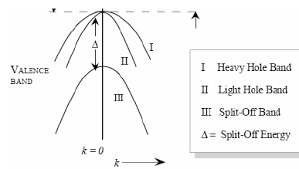 Δ
I
II
III
VALENCE
BAND
k = 0
k
I Heavy Hole Band
II Light Hole Band
III Split-Off Band
Δ = Split-Off Energy